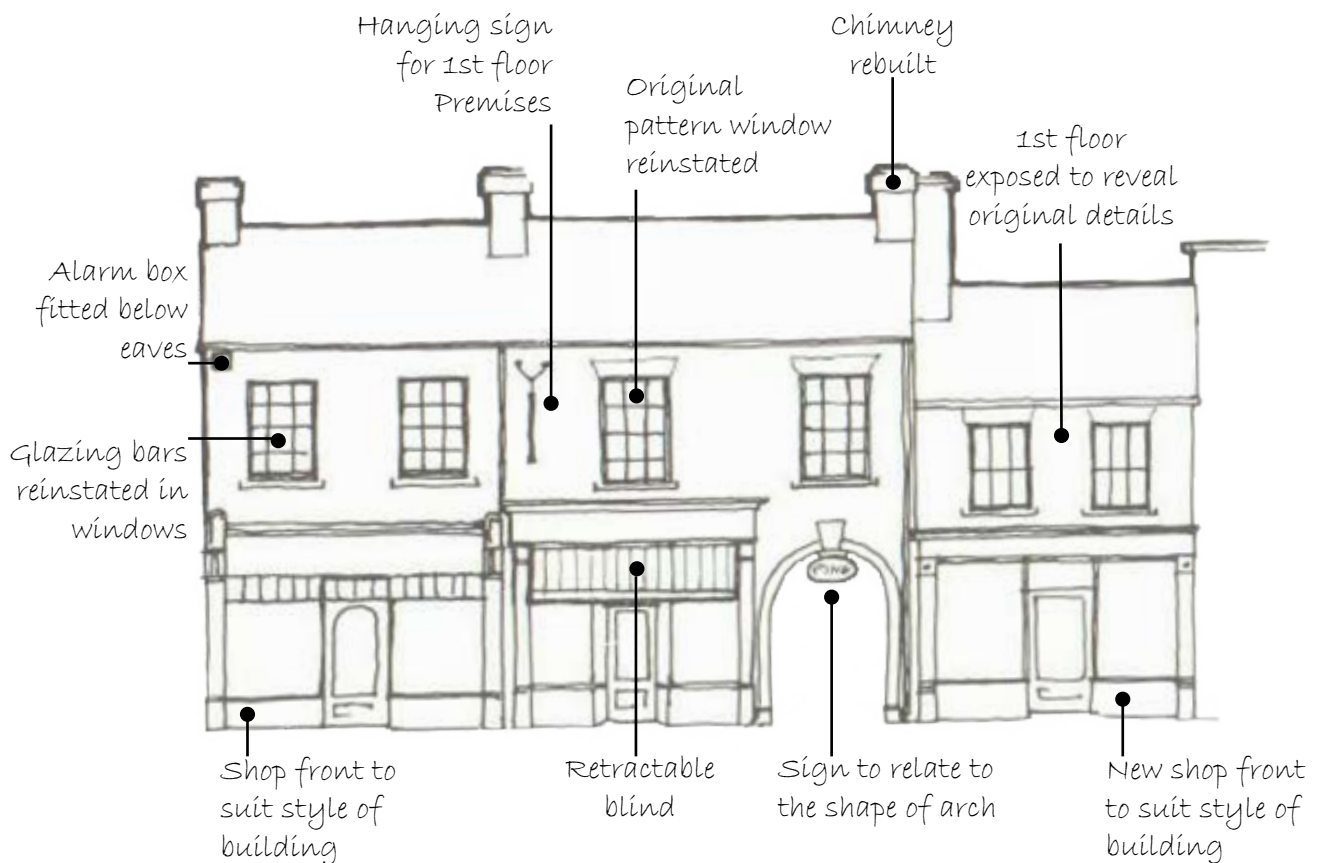 Hanging sign
for 1st floor
Premises
Chimney
rebuilt
Original
pattern window
reinstated
1st floor
exposed to reveal
original details
Alarm box
fitted below
eaves
Glazing bars
reinstated in
windows
Shop front to
suit style of
building
Retractable
blind
Sign to relate to
the shape of arch
New shop front
to suit style of
building